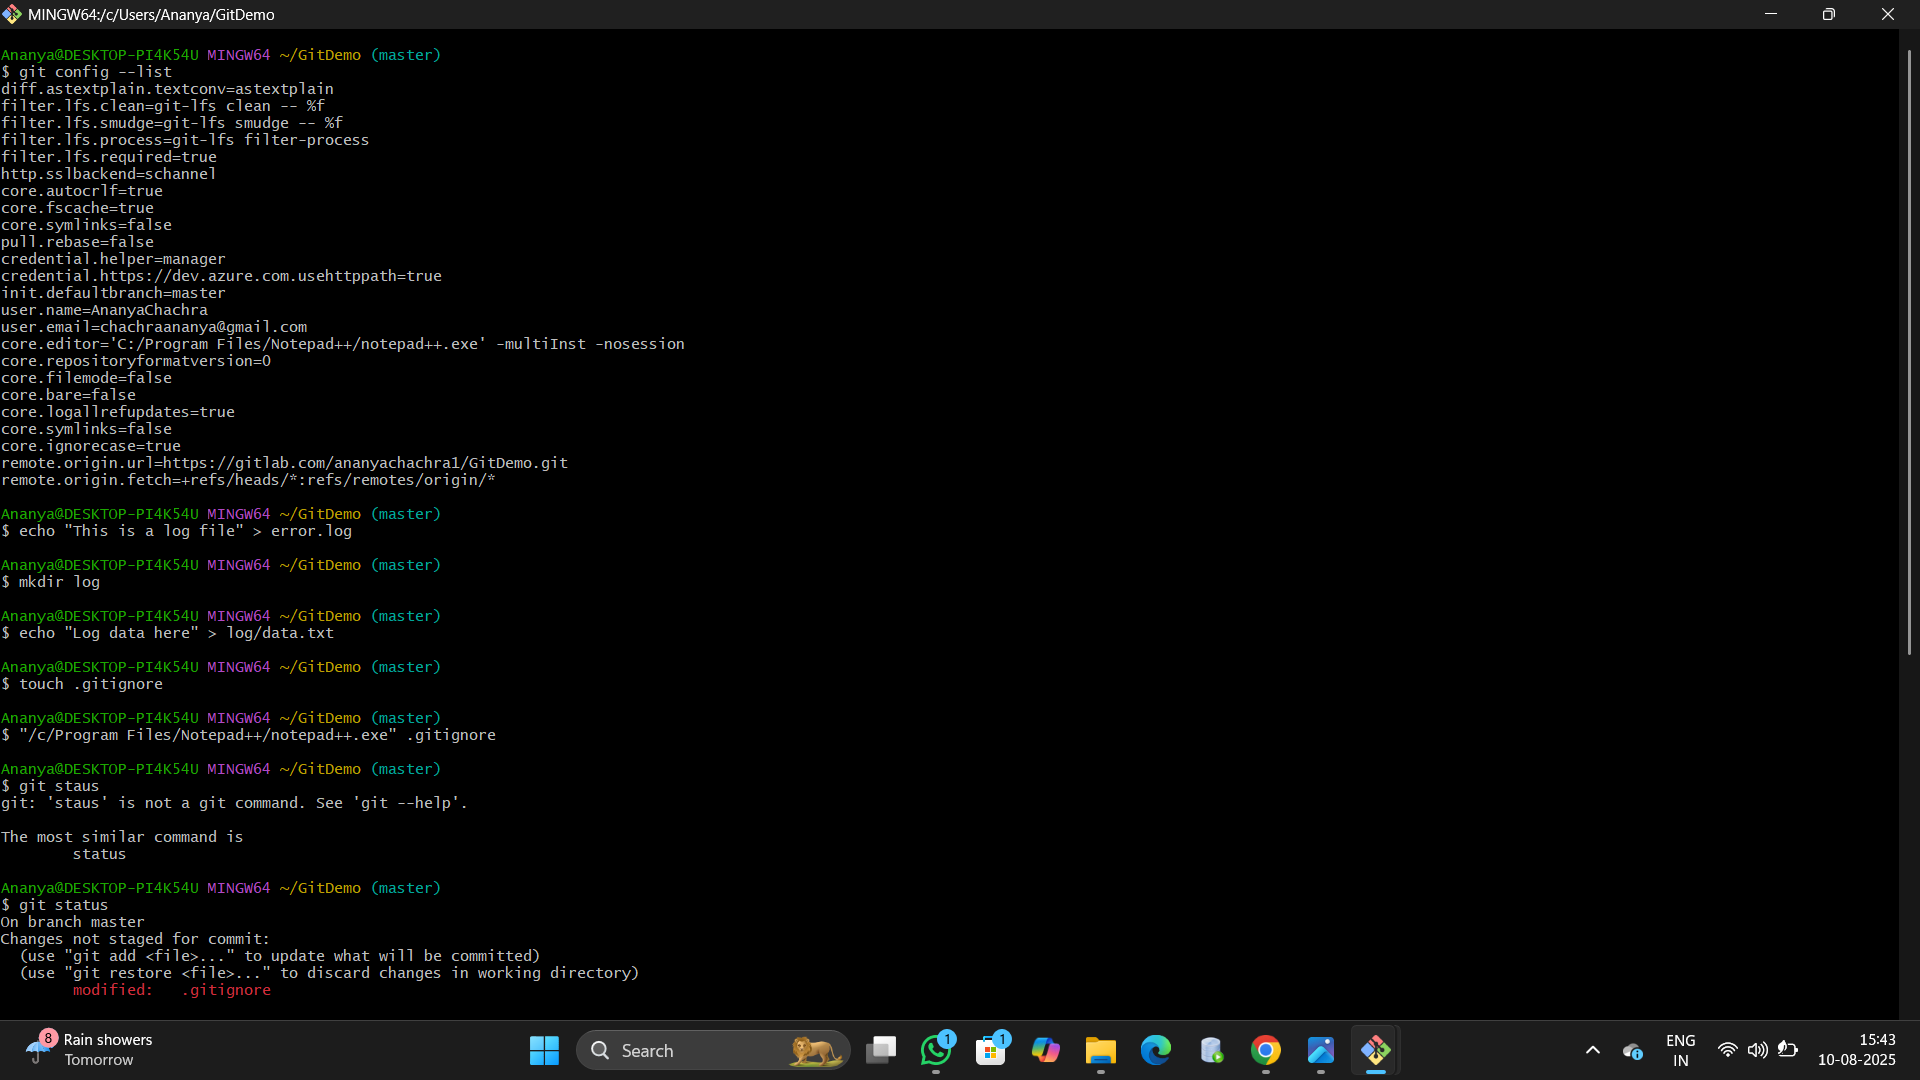 MINGW64:/c/Users/Ananya/GitDemo
Ananya@DESKTOP-PI4K54U MINGW64 ~/GitDemo (master)
$ git config --list
diff.astextplain.textconv=astextplain
filter.lfs.clean=git-lfs clean -- %f
filter.lfs.smudge=git-lfs smudge -- %f
filter.lfs.process=git-lfs filter-process
filter.lfs.required=true
http.sslbackend=schannel
core.autocrlf=true
core.fscache=true
core.symlinks=false
pull.rebase=false
credential.helper=manager
credential.https://dev.azure.com.usehttppath=true
init.defaultbranch=master
user.name=AnanyaChachra
user.email=chachraananya@gmail.com
core.editor='C:/Program Files/Notepad++/notepad++.exe' -multiInst -nosession
core.repositoryformatversion=0
core.filemode=false
core.bare=false
core.logallrefupdates=true
core.symlinks=false
core.ignorecase=true
remote.origin.url=https://gitlab.com/ananyachachra1/GitDemo.git
remote.origin.fetch=+refs/heads/*:refs/remotes/origin/*
Ananya@DESKTOP-PI4K54U MINGW64 ~/GitDemo (master)
$ echo "This is a log file" > error.log
Ananya@DESKTOP-PI4K54U MINGW64 ~/GitDemo (master)
$ mkdir log
Ananya@DESKTOP-PI4K54U MINGW64 ~/GitDemo (master)
$ echo "Log data here" > log/data.txt
Ananya@DESKTOP-PI4K54U MINGW64 ~/GitDemo (master)
$ touch .gitignore
Ananya@DESKTOP-PI4K54U MINGW64 ~/GitDemo (master)
$ "/c/Program Files/Notepad++/notepad++.exe" .gitignore
Ananya@DESKTOP-PI4K54U MINGW64 ~/GitDemo (master)
$ git staus
git: 'staus' is not a git command. See 'git --help'.
The most similar command is
status
Ananya@DESKTOP-PI4K54U MINGW64 ~/GitDemo (master)
$ git status
On branch master
Changes not staged for commit:
(use "git add <file>..." to update what will be committed)
(use "git restore <file>..." to discard changes in working directory)
modified:   .gitignore
8
Rain showers
Tomorrow
Search
1
1
ENG
IN
15:43
10-08-2025